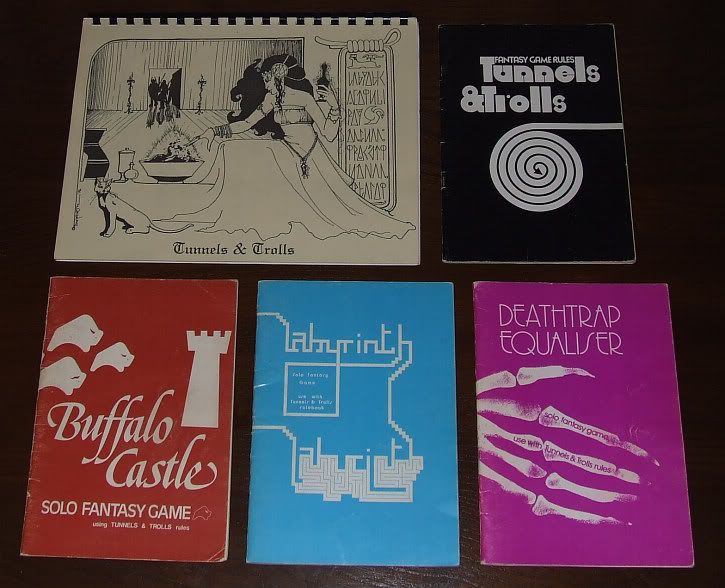 Tunnels & Trolls
FANTASY GAME RULES
Tunnels
& Trolls
Buffalo
Castle
SOLO FANTASY GAME
using TUNNELS & TROLLS rules
labyrinth
solo fantasy
Game
use with
Tunnels & Trolls
rulebook
labyrinth
DEATHTRAP
EQUALISER
solo fantasy game
use with Tunnels & Trolls rules